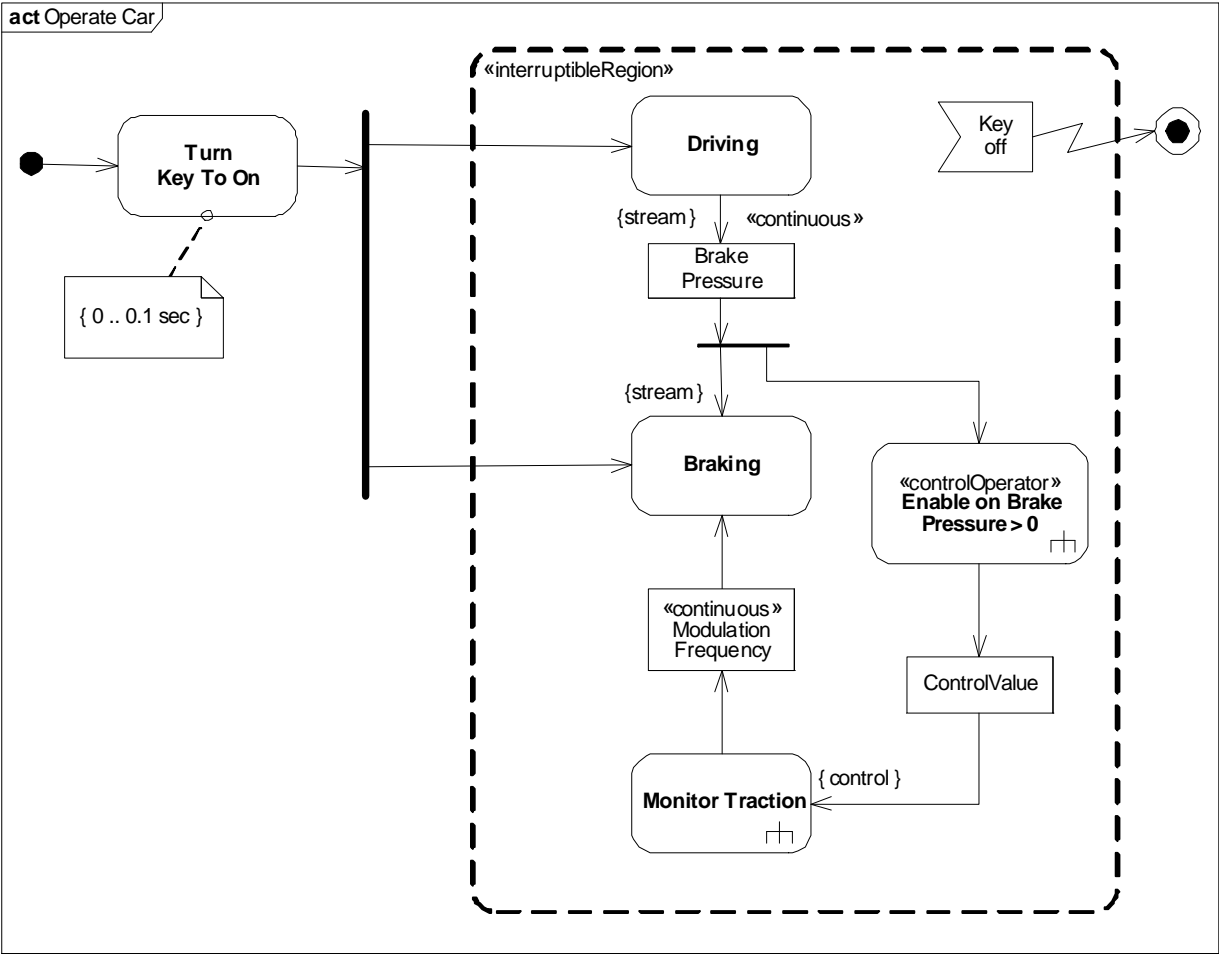 act Operate Car
«interruptibleRegion»
Turn
Key To On
{ 0 .. 0.1 sec }
Driving
Key
off
{stream}
«continuous»
Brake
Pressure
{stream}
Braking
«controlOperator»
Enable on Brake
Pressure > 0
«continuous»
Modulation
Frequency
ControlValue
{ control }
Monitor Traction